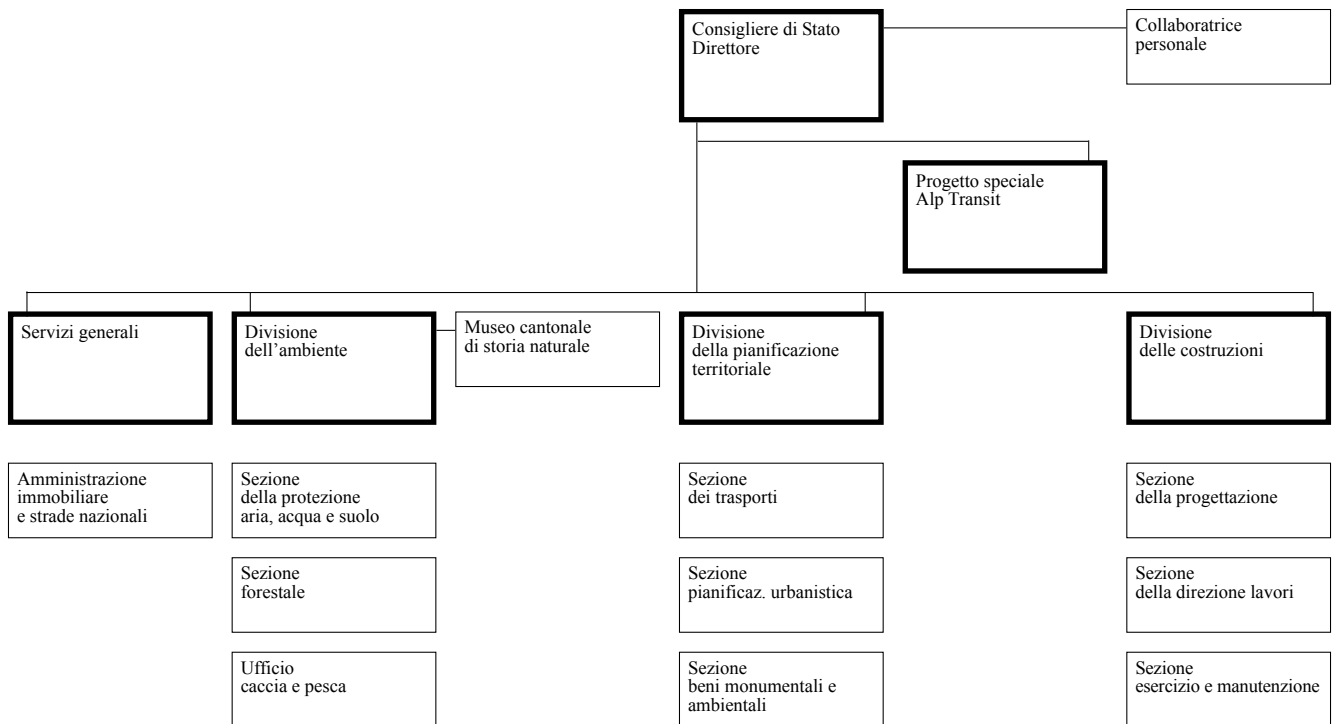 Consigliere di Stato
Direttore
Collaboratrice
personale
Progetto speciale
Alp Transit
Servizi generali
Divisione
dell’ambiente
Museo cantonale
di storia naturale
Divisione
della pianificazione
territoriale
Divisione
delle costruzioni
Amministrazione
immobiliare
e strade nazionali
Sezione
della protezione
aria, acqua e suolo
Sezione
dei trasporti
Sezione
della progettazione
Sezione
forestale
Sezione
pianificaz. urbanistica
Sezione
della direzione lavori
Ufficio
caccia e pesca
Sezione
beni monumentali e
ambientali
Sezione
esercizio e manutenzione